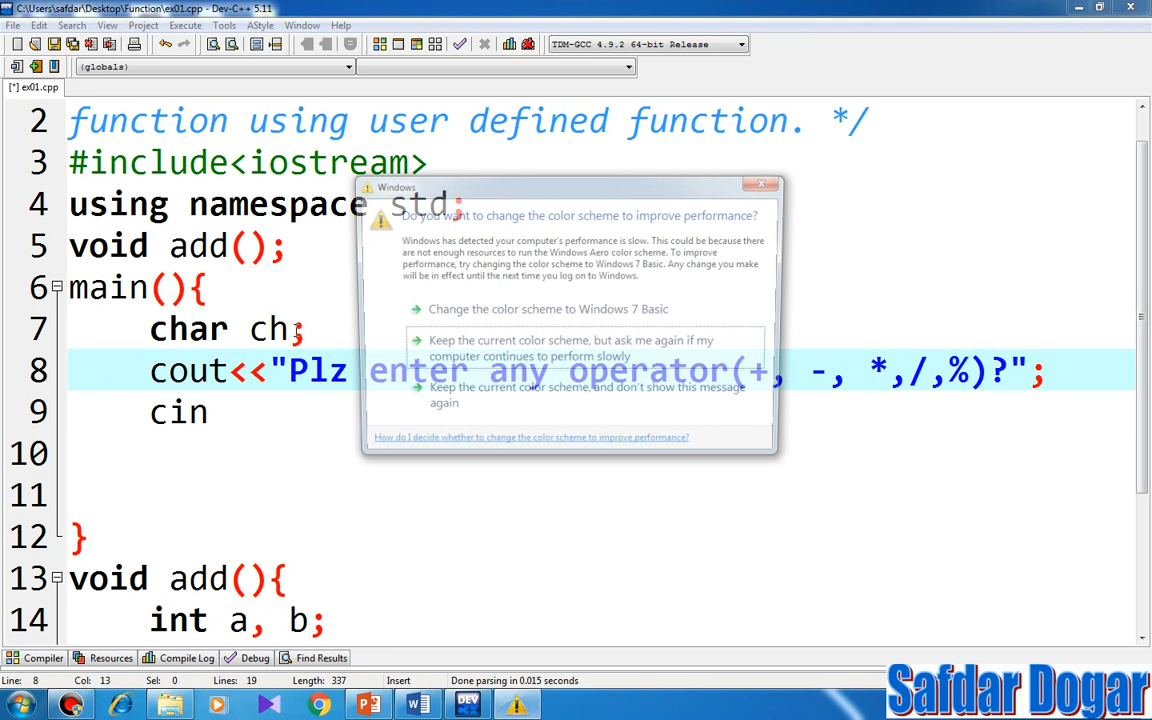 C:\Users\safdar\Desktop\Function\ex01.cpp - Dev-C++ 5.11
File Edit Search View Project Execute Tools AStyle Window Help
TDM-GCC 4.9.2 64-bit Release
(globals)
[*] ex01.cpp
2 function using user defined function. */
3 #include<iostream>
4 using namespace std;
5 void add();
6 main(){
7 char ch;
8 cout<<"Plz enter any operator(+, -, *,/,%)?";
9 cin
10
11
12 }
13 void add(){
14 int a, b;
Windows
Do you want to change the color scheme to improve performance?
Windows has detected your computer's performance is slow. This could be because there
are not enough resources to run the Windows Aero color scheme. To improve
performance, try changing the color scheme to Windows 7 Basic. Any change you make
will be in effect until the next time you log on to Windows.
Change the color scheme to Windows 7 Basic
Keep the current color scheme, but ask me again if my
computer continues to perform slowly
Keep the current color scheme, and don't show this message
again
How do I decide whether to change the color scheme to improve performance?
Compiler Resources Compile Log Debug Find Results
Line: 8 Col: 13 Sel: 0 Lines: 19 Length: 337 Insert Done parsing in 0.015 seconds
Safdar Dogar